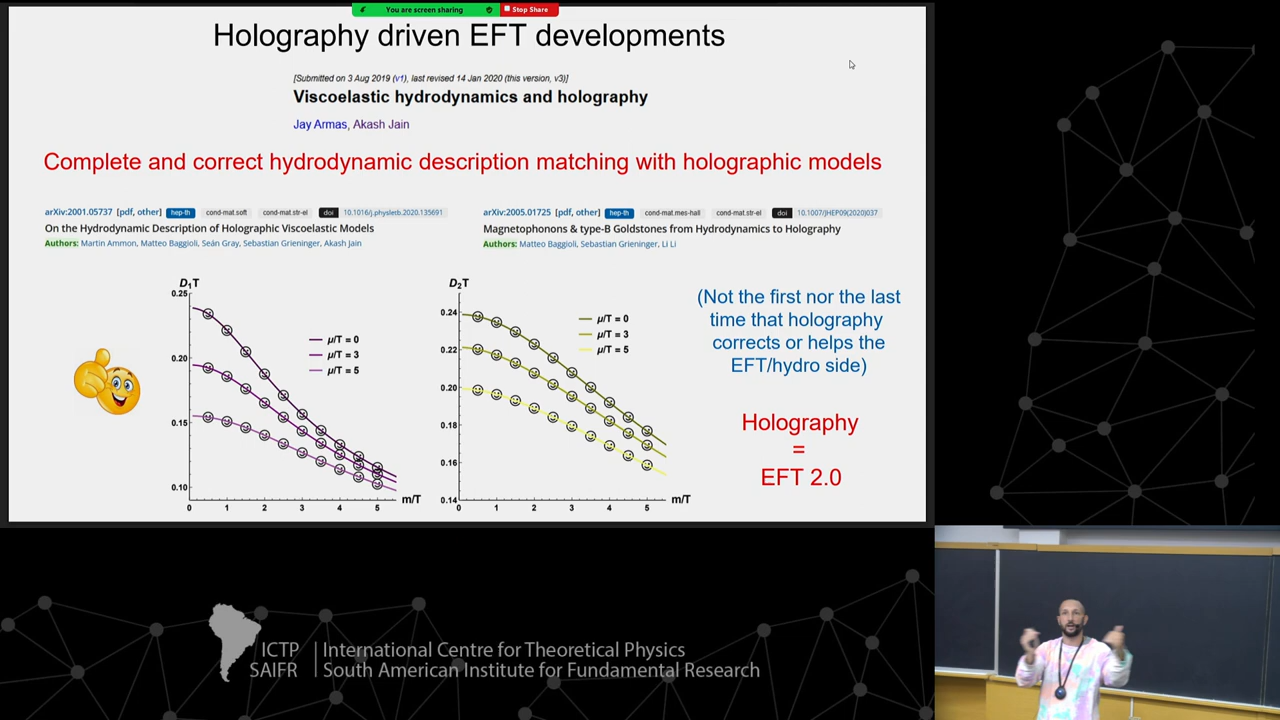 You are screen sharing
Stop Share
Holography driven EFT developments
[Submitted on 3 Aug 2019 (v1), last revised 14 Jan 2020 (this version, v3)]
Viscoelastic hydrodynamics and holography
Jay Armas, Akash Jain
Complete and correct hydrodynamic description matching with holographic models
arXiv:2001.05737 [pdf, other] hep-th cond-mat.soft cond-mat.str-el doi 10.1016/j.physletb.2020.135691
On the Hydrodynamic Description of Holographic Viscoelastic Models
Authors: Martin Ammon, Matteo Baggioli, Seán Gray, Sebastian Grieninger, Akash Jain
arXiv:2005.01725 [pdf, other] hep-th cond-mat.mes-hall cond-mat.str-el doi 10.1007/JHEP09(2020)037
Magnetophonons & type-B Goldstones from Hydrodynamics to Holography
Authors: Matteo Baggioli, Sebastian Grieninger, Li Li
D₁T
0.25
0.20
0.15
0.10
0 1 2 3 4 5
m/T
μ/T = 0
μ/T = 3
μ/T = 5
D₂T
0.24
0.22
0.20
0.18
0.16
0.14
0 1 2 3 4 5
m/T
μ/T = 0
μ/T = 3
μ/T = 5
(Not the first nor the last
time that holography
corrects or helps the
EFT/hydro side)
Holography
=
EFT 2.0
ICTP
SAIFR
International Centre for Theoretical Physics
South American Institute for Fundamental Research